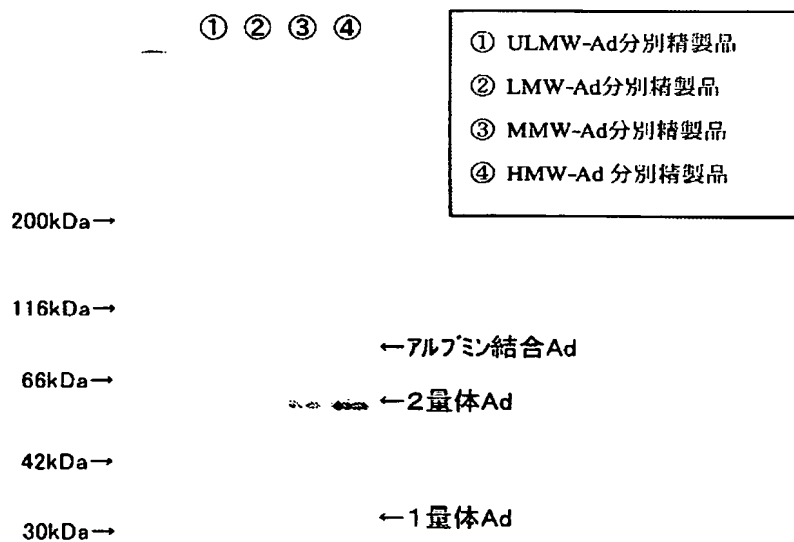 ① ② ③ ④
① ULMW-Ad分別精製品
② LMW-Ad分別精製品
③ MMW-Ad分別精製品
④ HMW-Ad 分別精製品
200kDa→
116kDa→
←アルブミン結合Ad
66kDa→
←2量体Ad
42kDa→
←1量体Ad
30kDa→